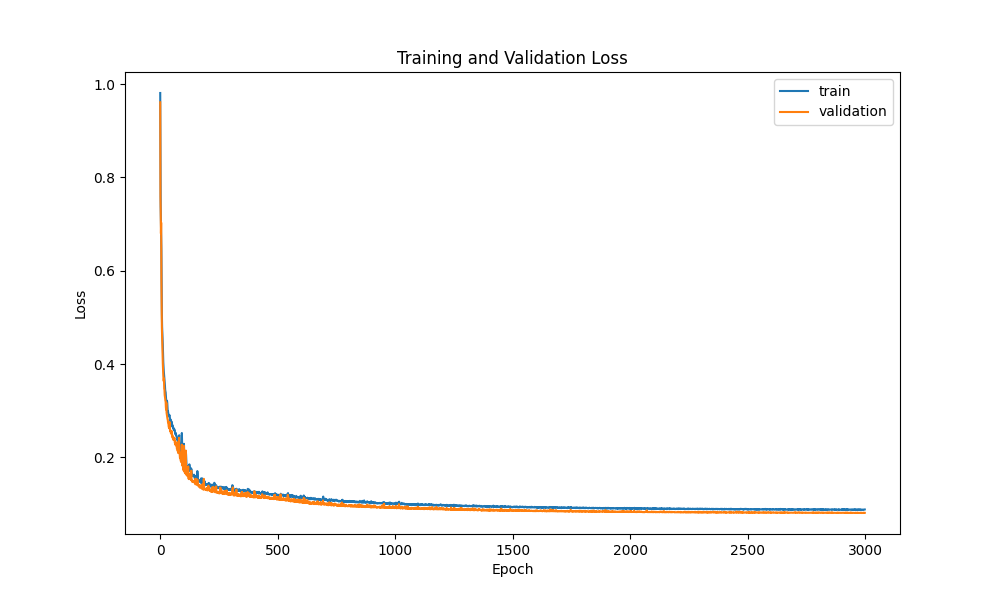 Training and Validation Loss
train
validation
Loss
1.0
0.8
0.6
0.4
0.2
0 500 1000 1500 2000 2500 3000
Epoch